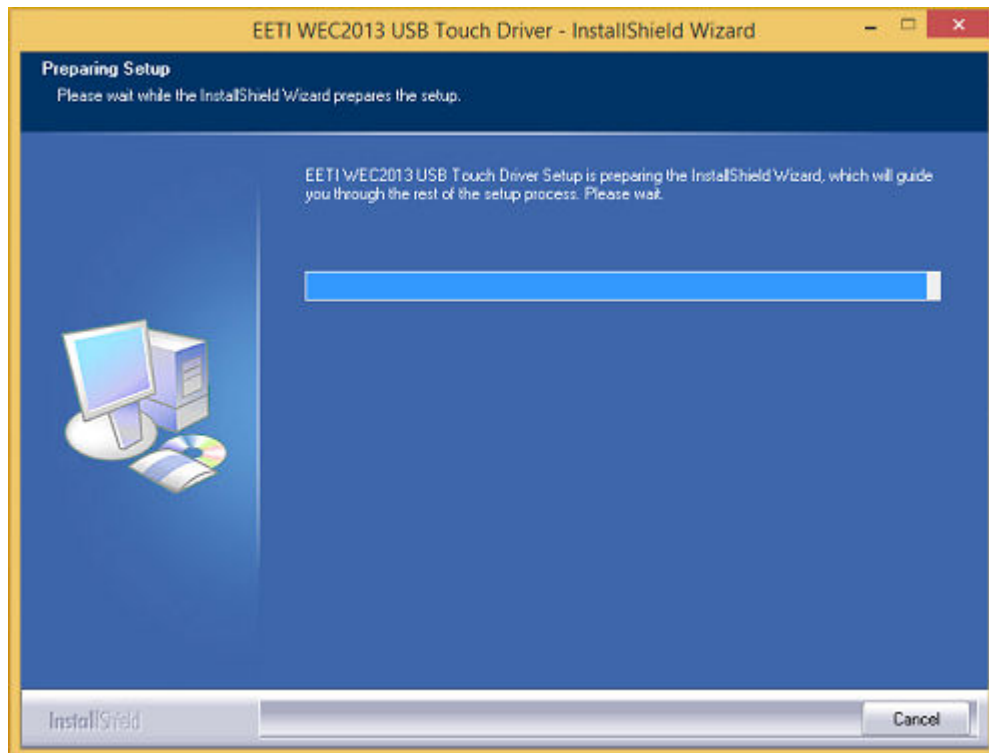 EETI WEC2013 USB Touch Driver - InstallShield Wizard
Preparing Setup
Please wait while the InstallShield Wizard prepares the setup.
EETI WEC2013 USB Touch Driver Setup is preparing the InstallShield Wizard, which will guide
you through the rest of the setup process. Please wait.
InstallShield
Cancel